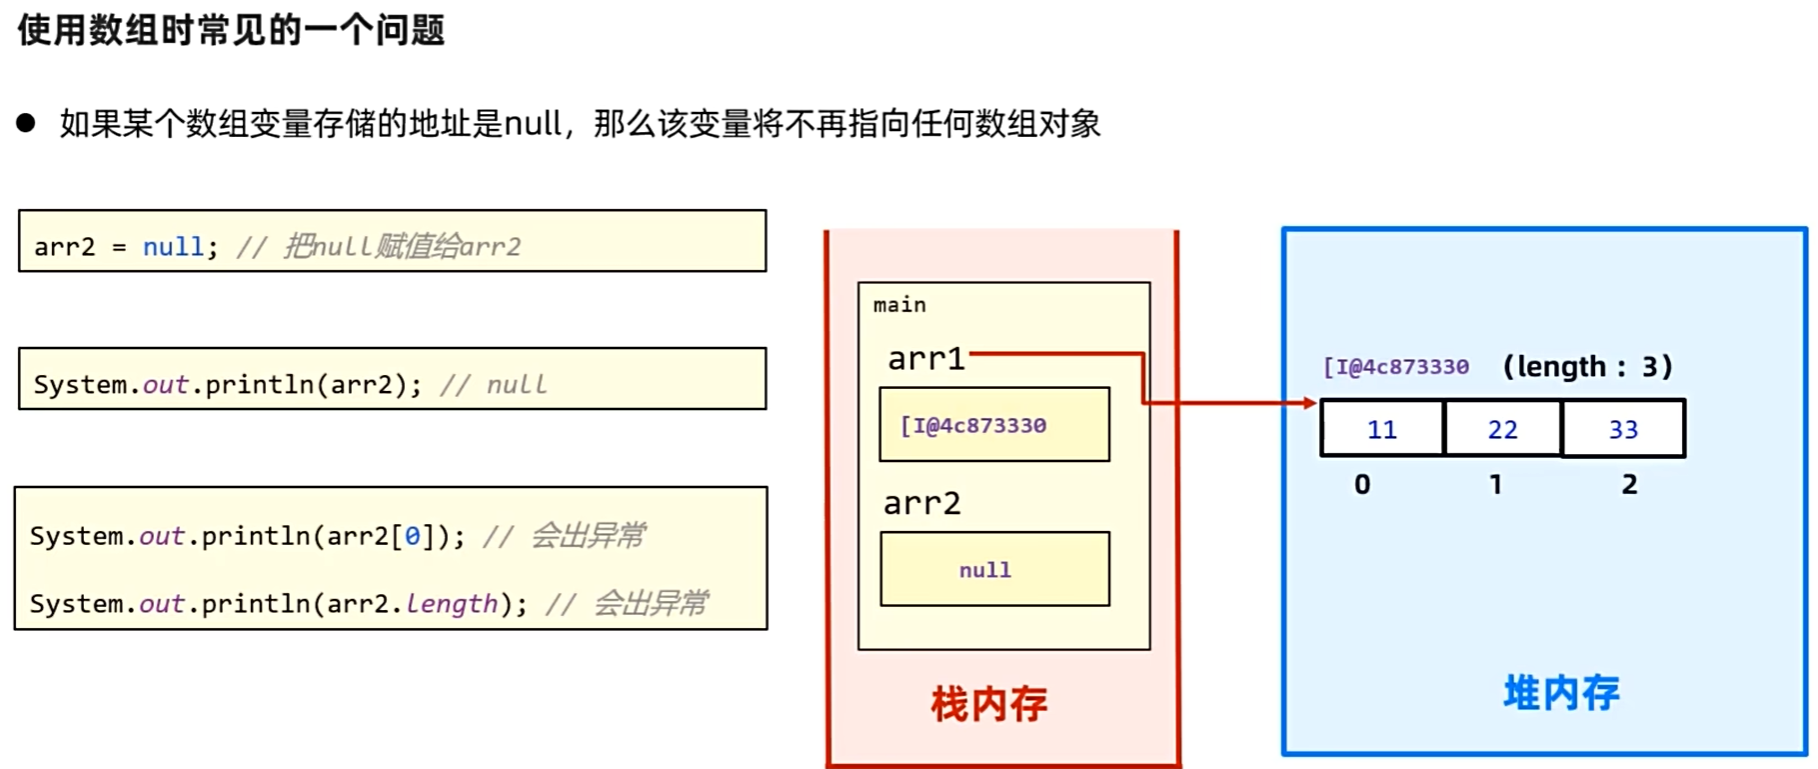 使用数组时常见的一个问题
● 如果某个数组变量存储的地址是null，那么该变量将不再指向任何数组对象
arr2 = null; // 把null赋值给arr2
System.out.println(arr2); // null
System.out.println(arr2[0]); // 会出异常
System.out.println(arr2.length); // 会出异常
main
arr1
[I@4c873330
arr2
null
栈内存
[I@4c873330 （length：3）
11 22 33
0 1 2
堆内存